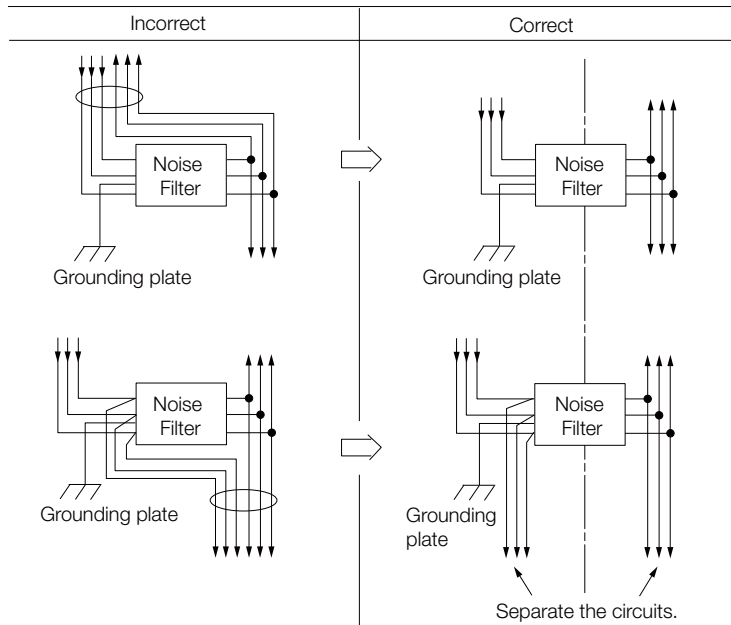 Incorrect
Correct
Noise
Filter
Grounding plate
Noise
Filter
Grounding plate
Noise
Filter
Grounding plate
Noise
Filter
Grounding
plate
Separate the circuits.